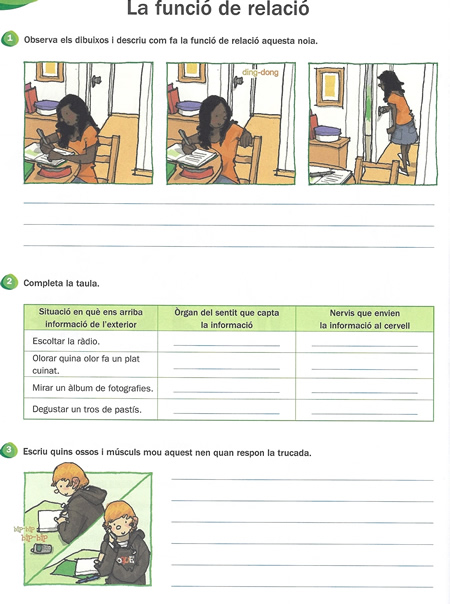 La funció de relació
1 Observa els dibuixos i descriu com fa la funció de relació aquesta noia.
ding-dong
2 Completa la taula.
Situació en què ens arriba informació de l'exterior
Òrgan del sentit que capta la informació
Nervis que envien la informació al cervell
Escoltar la ràdio.
Olorar quina olor fa un plat cuinat.
Mirar un àlbum de fotografies.
Degustar un tros de pastís.
3 Escriu quins ossos i músculs mou aquest nen quan respon la trucada.
bip-bip
bip-bip